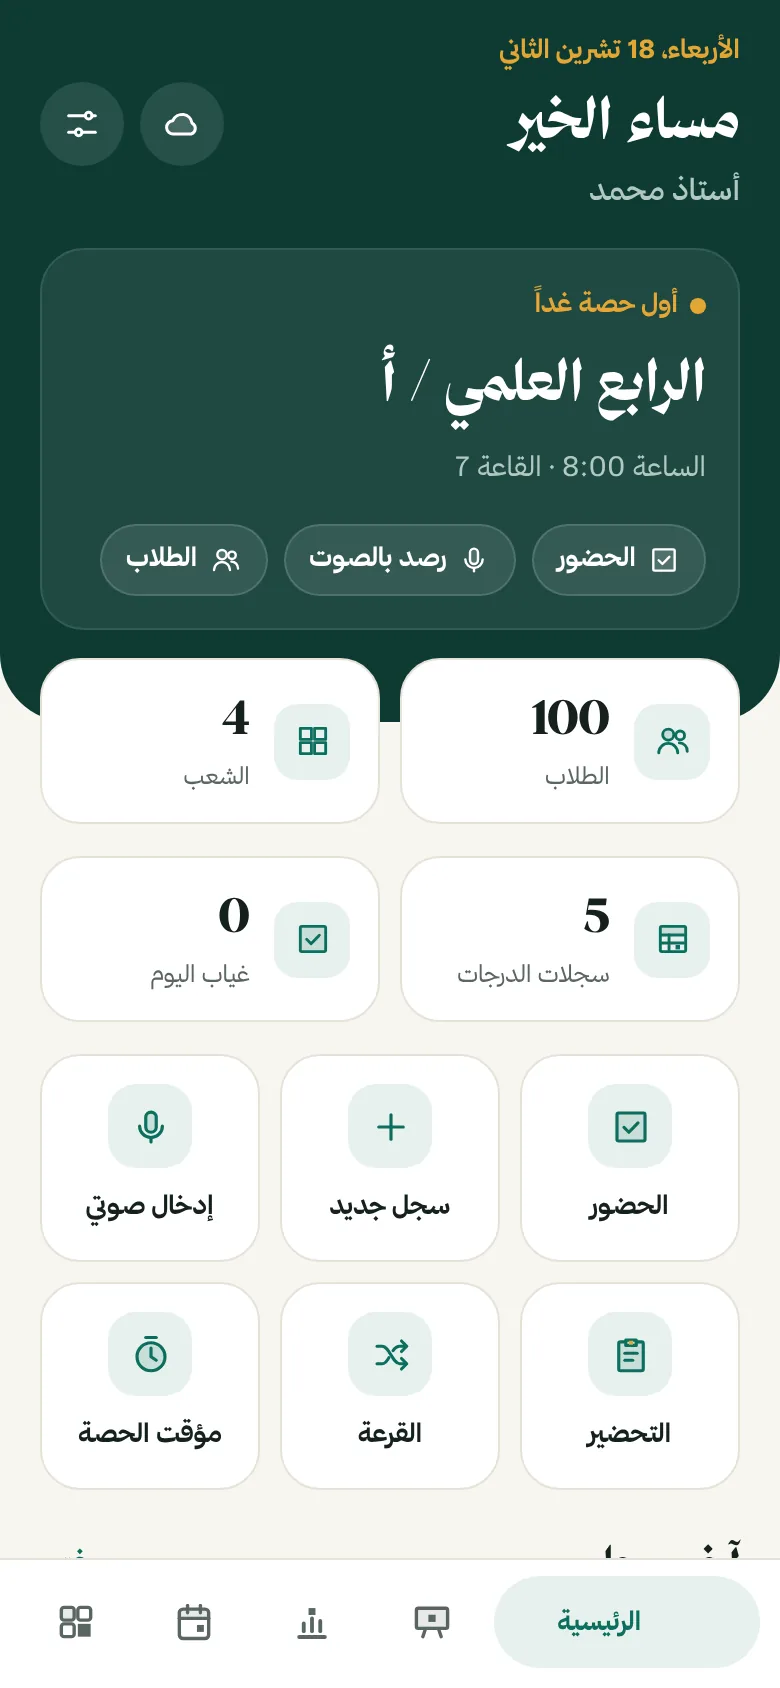 الأربعاء، 18 تشرين الثاني
مساء الخير
أستاذ محمد
أول حصة غداً
الرابع العلمي / أ
الساعة 8:00 · القاعة 7
الحضور
رصد بالصوت
الطلاب
100
الطلاب
4
الشعب
5
سجلات الدرجات
0
غياب اليوم
الحضور
سجل جديد
إدخال صوتي
التحضير
القرعة
مؤقت الحصة
الرئيسية